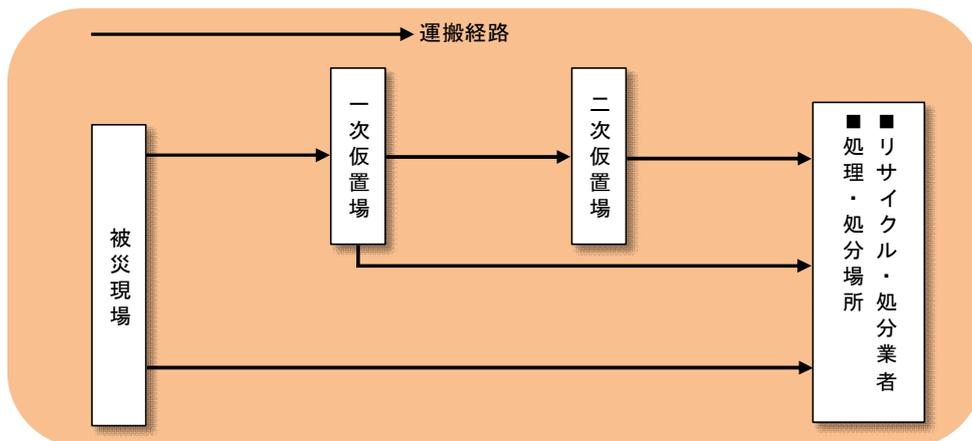 運搬経路
被災現場
一次仮置場
二次仮置場
■リサイクル・処分業者
■処理・処分場所